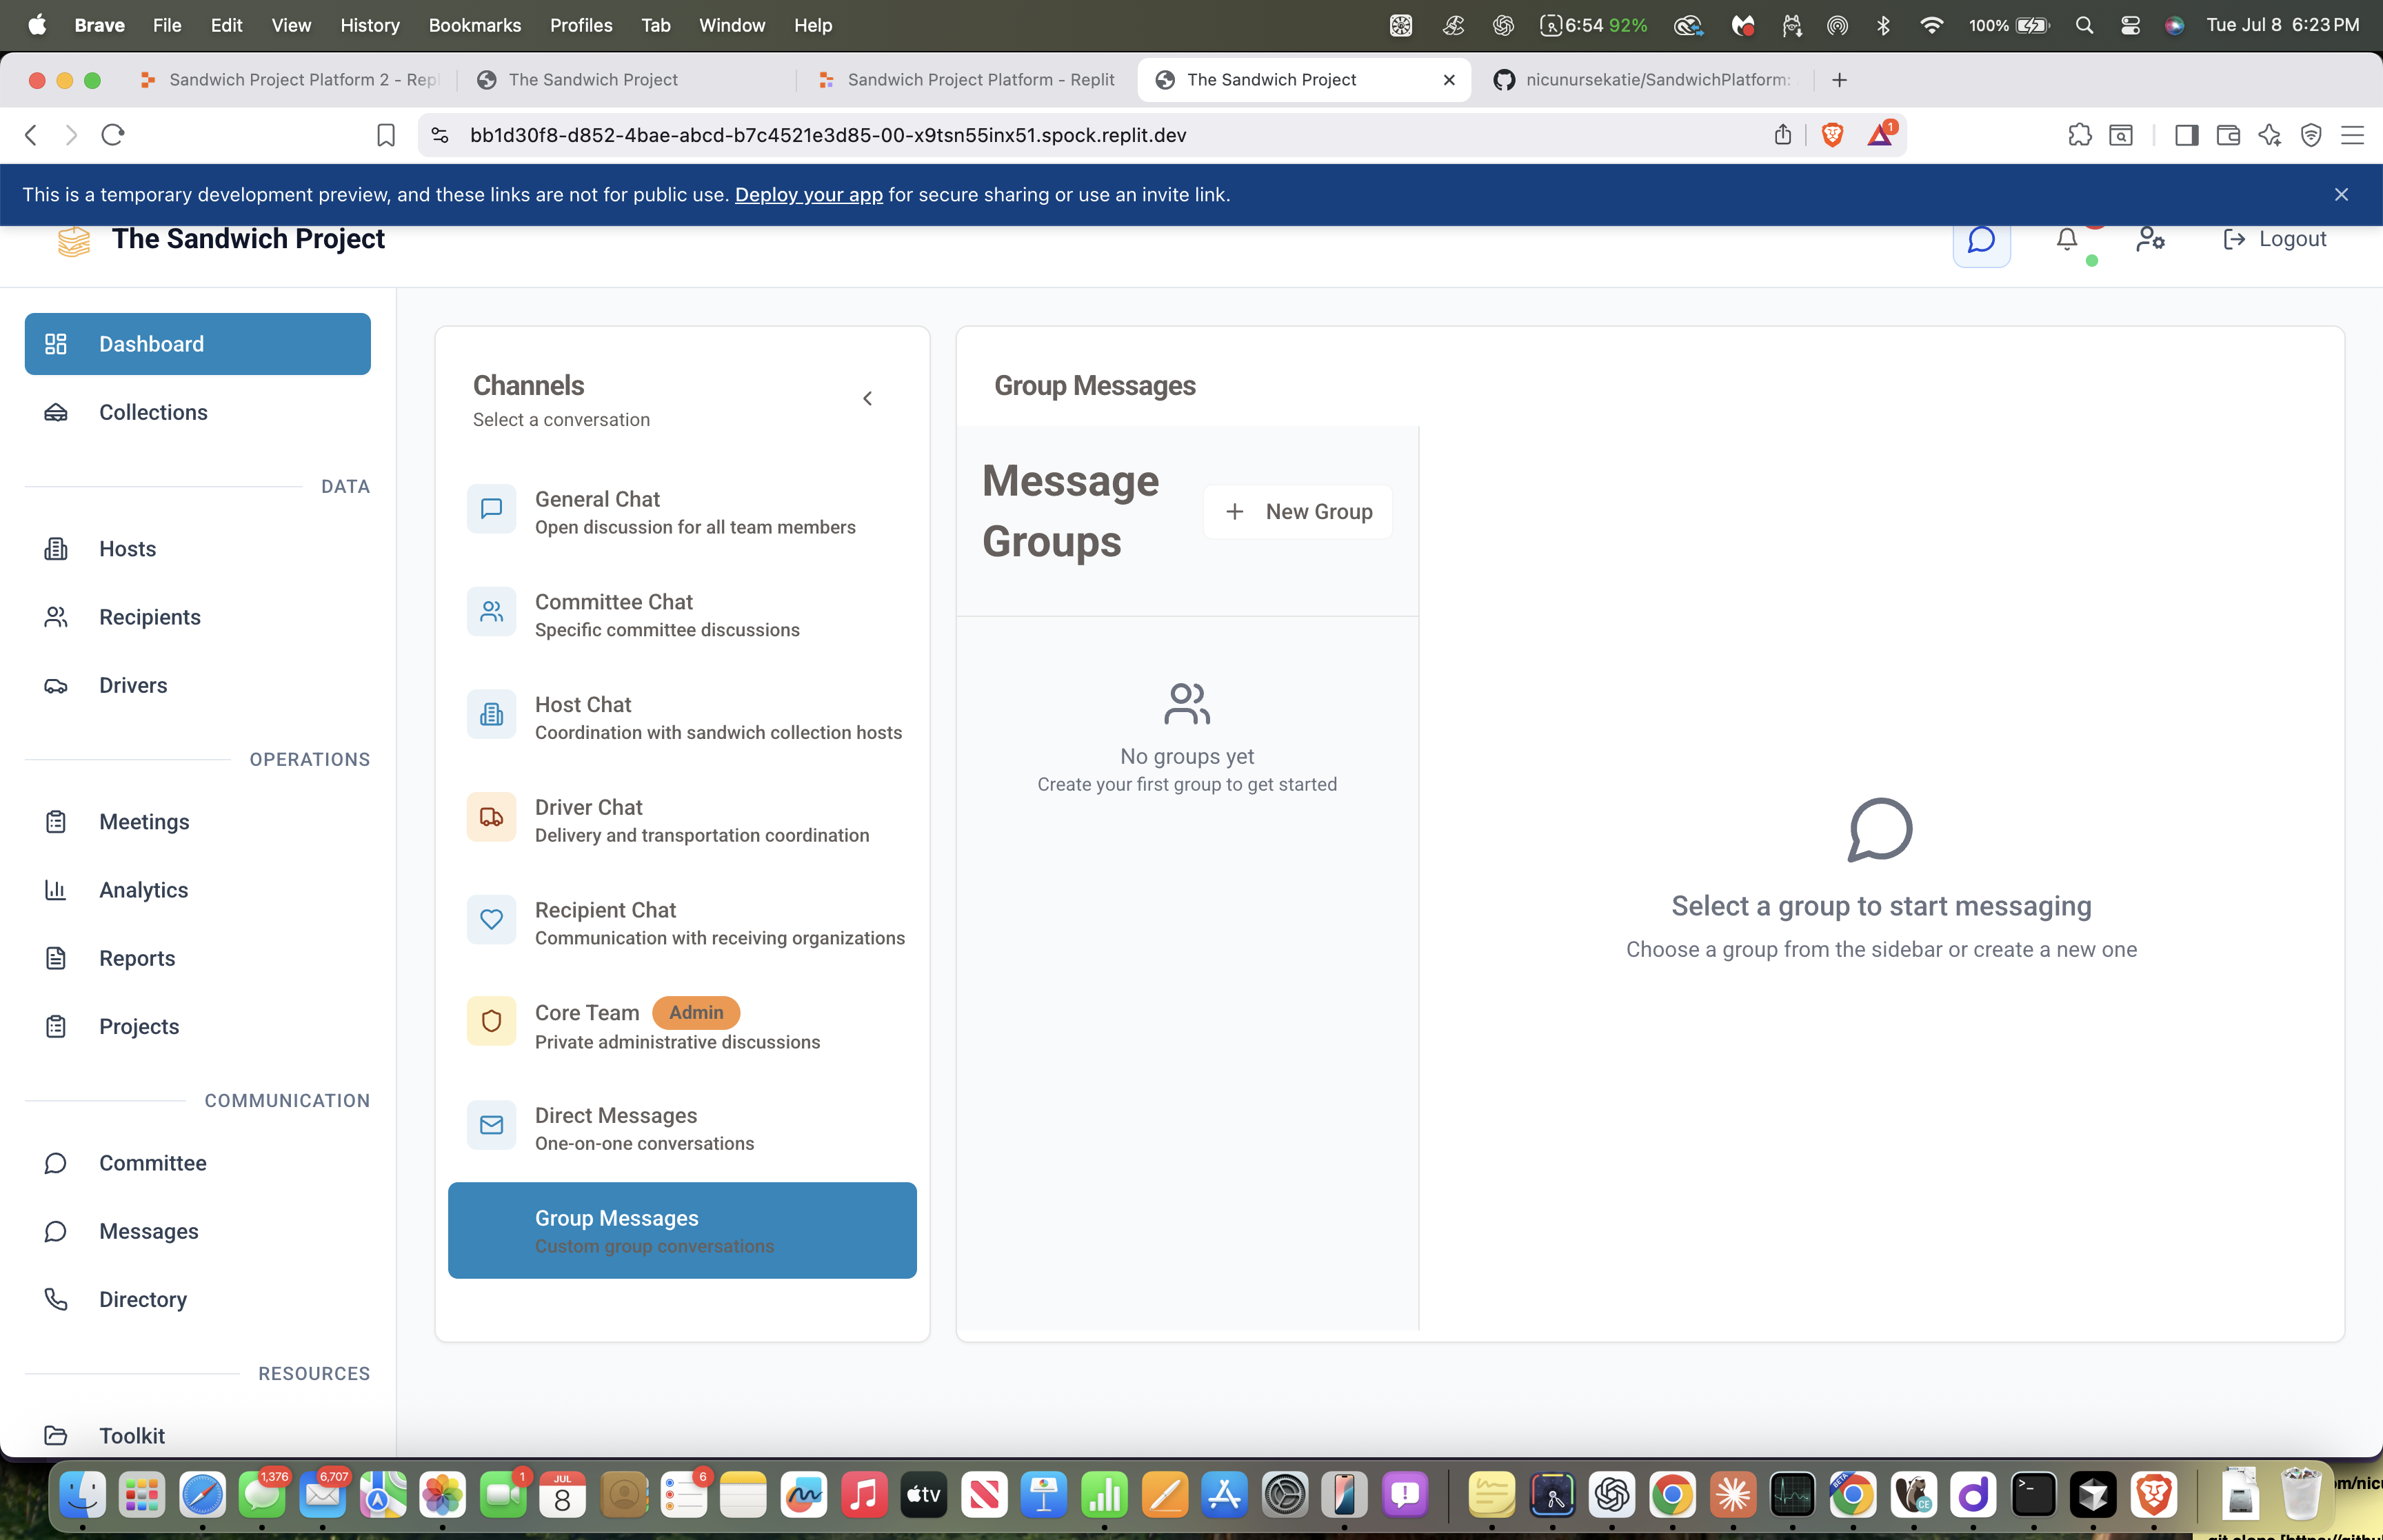 Brave File Edit View History Bookmarks Profiles Tab Window Help 6:54 92% 100% Tue Jul 8 6:23 PM
Sandwich Project Platform 2 - Repl
The Sandwich Project
Sandwich Project Platform - Replit
The Sandwich Project
nicunursekatie/SandwichPlatform:
bb1d30f8-d852-4bae-abcd-b7c4521e3d85-00-x9tsn55inx51.spock.replit.dev
1
This is a temporary development preview, and these links are not for public use. Deploy your app for secure sharing or use an invite link.
The Sandwich Project
Logout
Dashboard
Collections
DATA
Hosts
Recipients
Drivers
OPERATIONS
Meetings
Analytics
Reports
Projects
COMMUNICATION
Committee
Messages
Directory
RESOURCES
Toolkit
Channels
Select a conversation
General Chat
Open discussion for all team members
Committee Chat
Specific committee discussions
Host Chat
Coordination with sandwich collection hosts
Driver Chat
Delivery and transportation coordination
Recipient Chat
Communication with receiving organizations
Core Team Admin
Private administrative discussions
Direct Messages
One-on-one conversations
Group Messages
Custom group conversations
Group Messages
Message
Groups
New Group
No groups yet
Create your first group to get started
Select a group to start messaging
Choose a group from the sidebar or create a new one
1,376
6,707
1
JUL
8
6
tv
BETA
CE
om/nicu